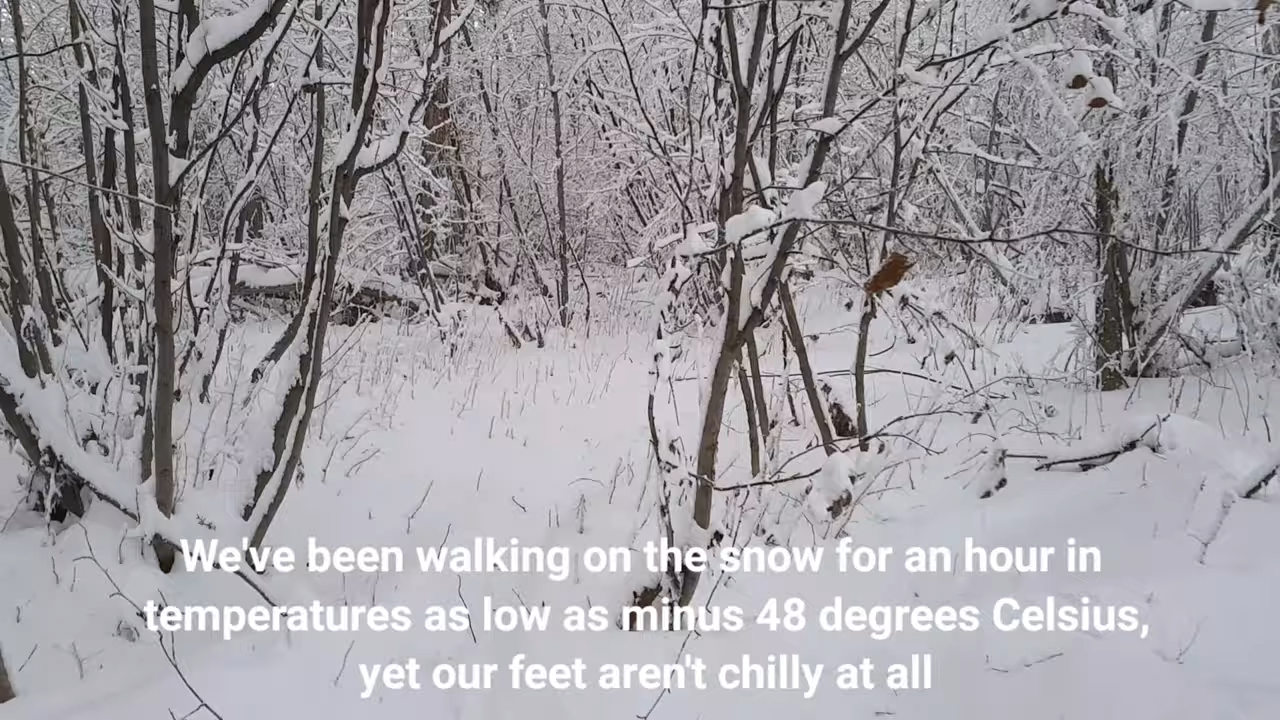 We've been walking on the snow for an hour in
temperatures as low as minus 48 degrees Celsius,
yet our feet aren't chilly at all